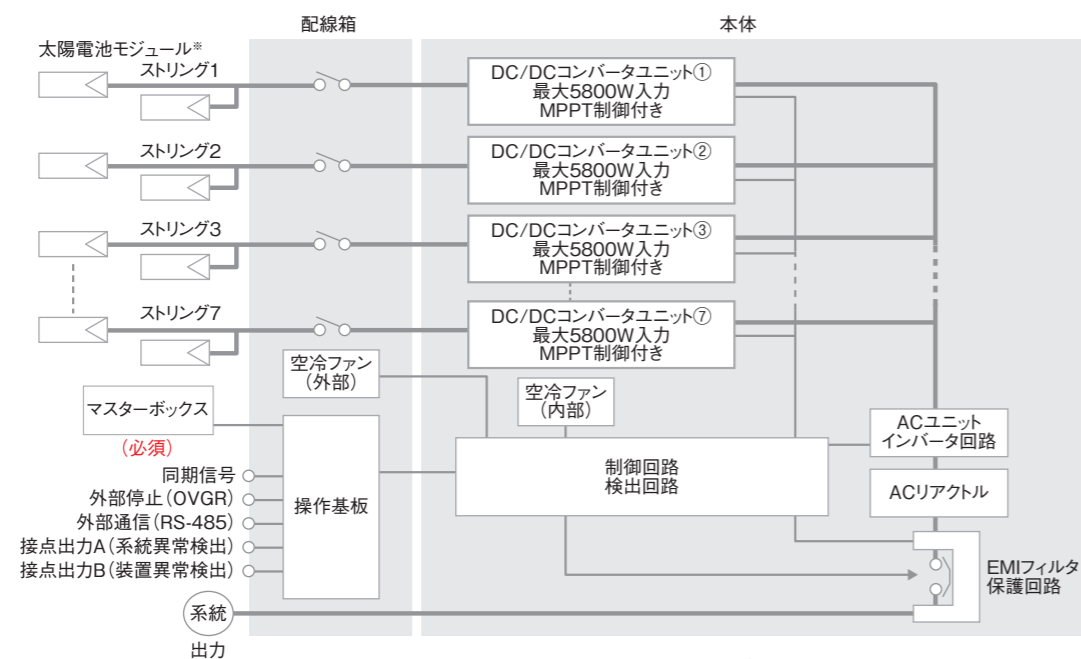 配線箱
本体
太陽電池モジュール※
ストリング1
DC/DCコンバータユニット①
最大5800W入力
MPPT制御付き
ストリング2
DC/DCコンバータユニット②
最大5800W入力
MPPT制御付き
ストリング3
DC/DCコンバータユニット③
最大5800W入力
MPPT制御付き
ストリング7
DC/DCコンバータユニット⑦
最大5800W入力
MPPT制御付き
空冷ファン
（外部）
空冷ファン
（内部）
マスターボックス
（必須）
ACユニット
インバータ回路
制御回路
検出回路
ACリアクトル
操作基板
同期信号
外部停止（OVGR）
外部通信（RS-485）
接点出力A（系統異常検出）
接点出力B（装置異常検出）
EMIフィルタ
保護回路
系統
出力